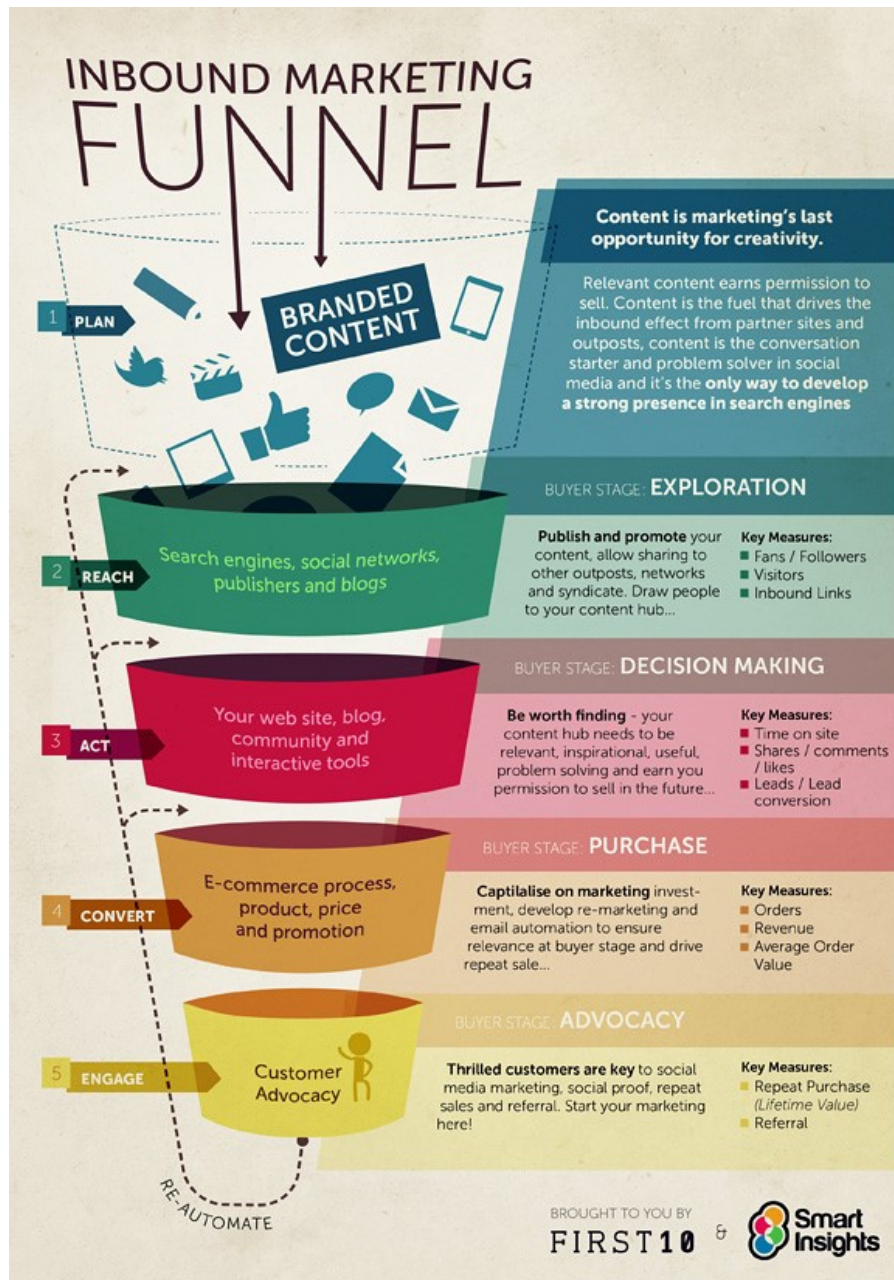 INBOUND MARKETING
FUNNEL
Content is marketing's last
opportunity for creativity.
Relevant content earns permission to
sell. Content is the fuel that drives the
inbound effect from partner sites and
outposts, content is the conversation
starter and problem solver in social
media and it's the only way to develop
a strong presence in search engines
1 PLAN
BRANDED
CONTENT
BUYER STAGE: EXPLORATION
2 REACH
Search engines, social networks,
publishers and blogs
Publish and promote your
content, allow sharing to
other outposts, networks
and syndicate. Draw people
to your content hub...
Key Measures:
Fans / Followers
Visitors
Inbound Links
BUYER STAGE: DECISION MAKING
3 ACT
Your web site, blog,
community and
interactive tools
Be worth finding - your
content hub needs to be
relevant, inspirational, useful,
problem solving and earn you
permission to sell in the future...
Key Measures:
Time on site
Shares / comments
/ likes
Leads / Lead
conversion
BUYER STAGE: PURCHASE
4 CONVERT
E-commerce process,
product, price
and promotion
Captilalise on marketing invest-
ment, develop re-marketing and
email automation to ensure
relevance at buyer stage and drive
repeat sale...
Key Measures:
Orders
Revenue
Average Order
Value
BUYER STAGE: ADVOCACY
5 ENGAGE
Customer
Advocacy
Thrilled customers are key to social
media marketing, social proof, repeat
sales and referral. Start your marketing
here!
Key Measures:
Repeat Purchase
(Lifetime Value)
Referral
RE-AUTOMATE
BROUGHT TO YOU BY
FIRST10 & Smart
Insights